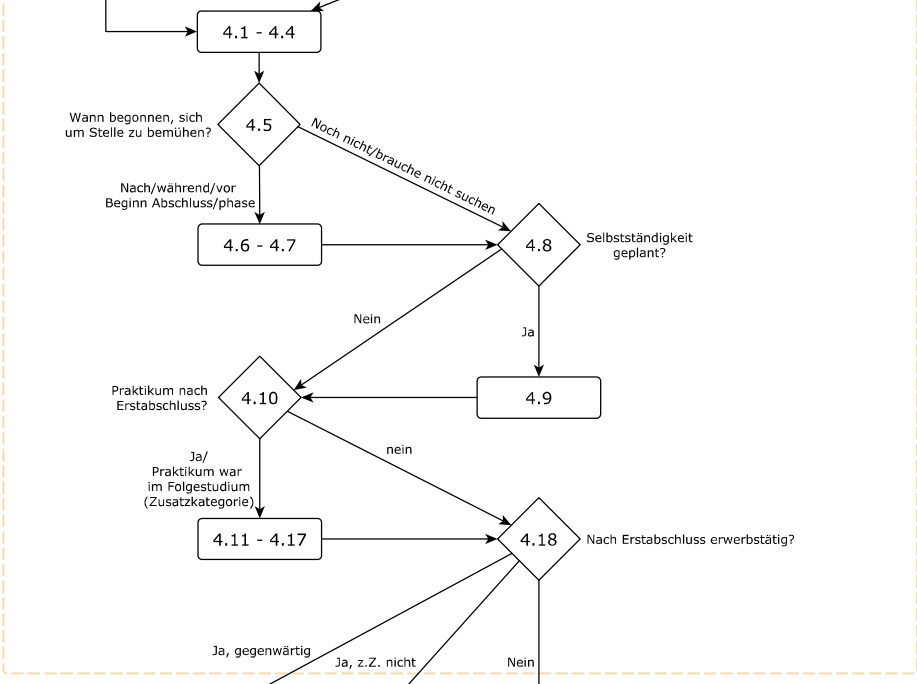 4.1 - 4.4
Wann begonnen, sich
um Stelle zu bemühen?
4.5
Noch nicht/brauche nicht suchen
Nach/während/vor
Beginn Abschluss/phase
4.6 - 4.7
4.8
Selbstständigkeit
geplant?
Nein
Ja
Praktikum nach
Erstabschluss?
4.10
4.9
nein
Ja/
Praktikum war
im Folgestudium
(Zusatzkategorie)
4.11 - 4.17
4.18
Nach Erstabschluss erwerbstätig?
Ja, gegenwärtig
Ja, z.Z. nicht
Nein